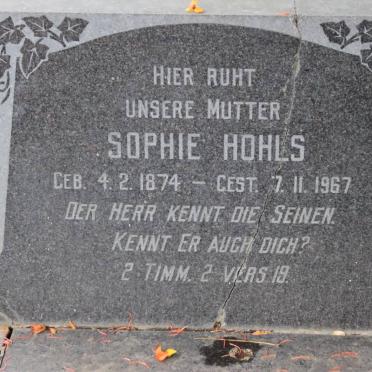 HIER RUHT
UNSERE MUTTER
SOPHIE HOHLS
GEB. 4.2.1874 – GEST. 7.11.1967
DER HERR KENNT DIE SEINEN.
KENNT ER AUCH DICH?
2 TIMM. 2 VERS 19.